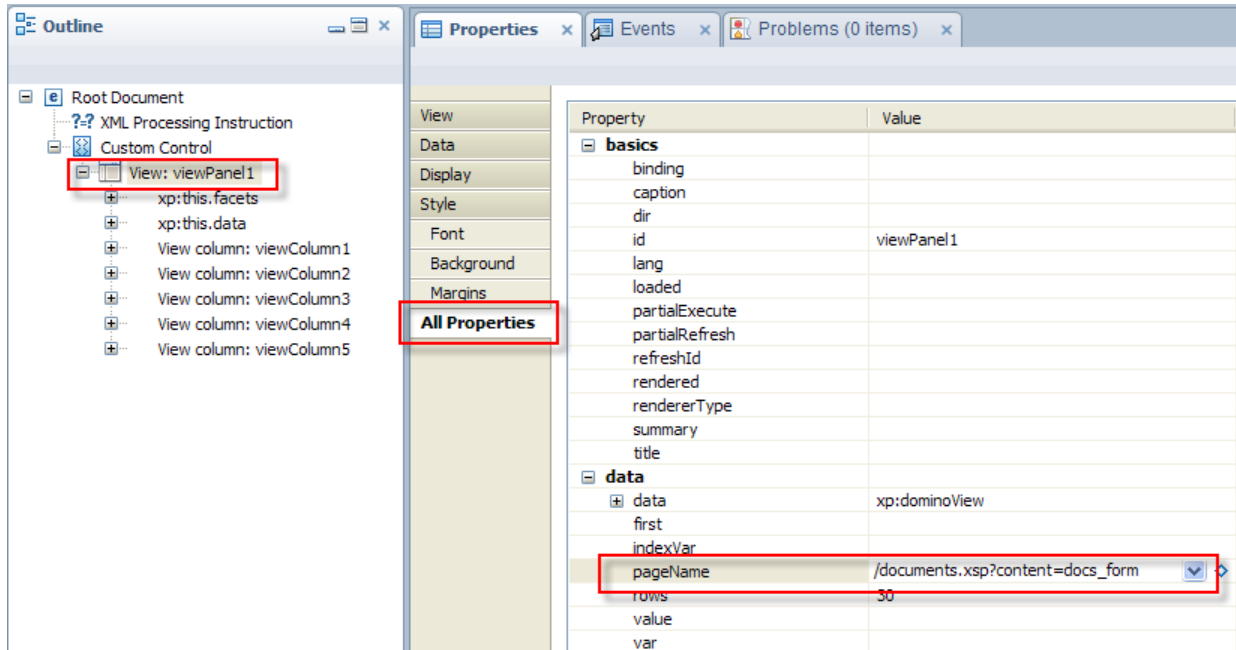 Outline
Properties
Events
Problems (0 items)
Root Document
?=? XML Processing Instruction
Custom Control
View: viewPanel1
xp:this.facets
xp:this.data
View column: viewColumn1
View column: viewColumn2
View column: viewColumn3
View column: viewColumn4
View column: viewColumn5
View
Data
Display
Style
Font
Background
Margins
All Properties
Property Value
basics
binding
caption
dir
id viewPanel1
lang
loaded
partialExecute
partialRefresh
refreshId
rendered
rendererType
summary
title
data
data xp:dominoView
first
indexVar
pageName /documents.xsp?content=docs_form
rows 30
value
var